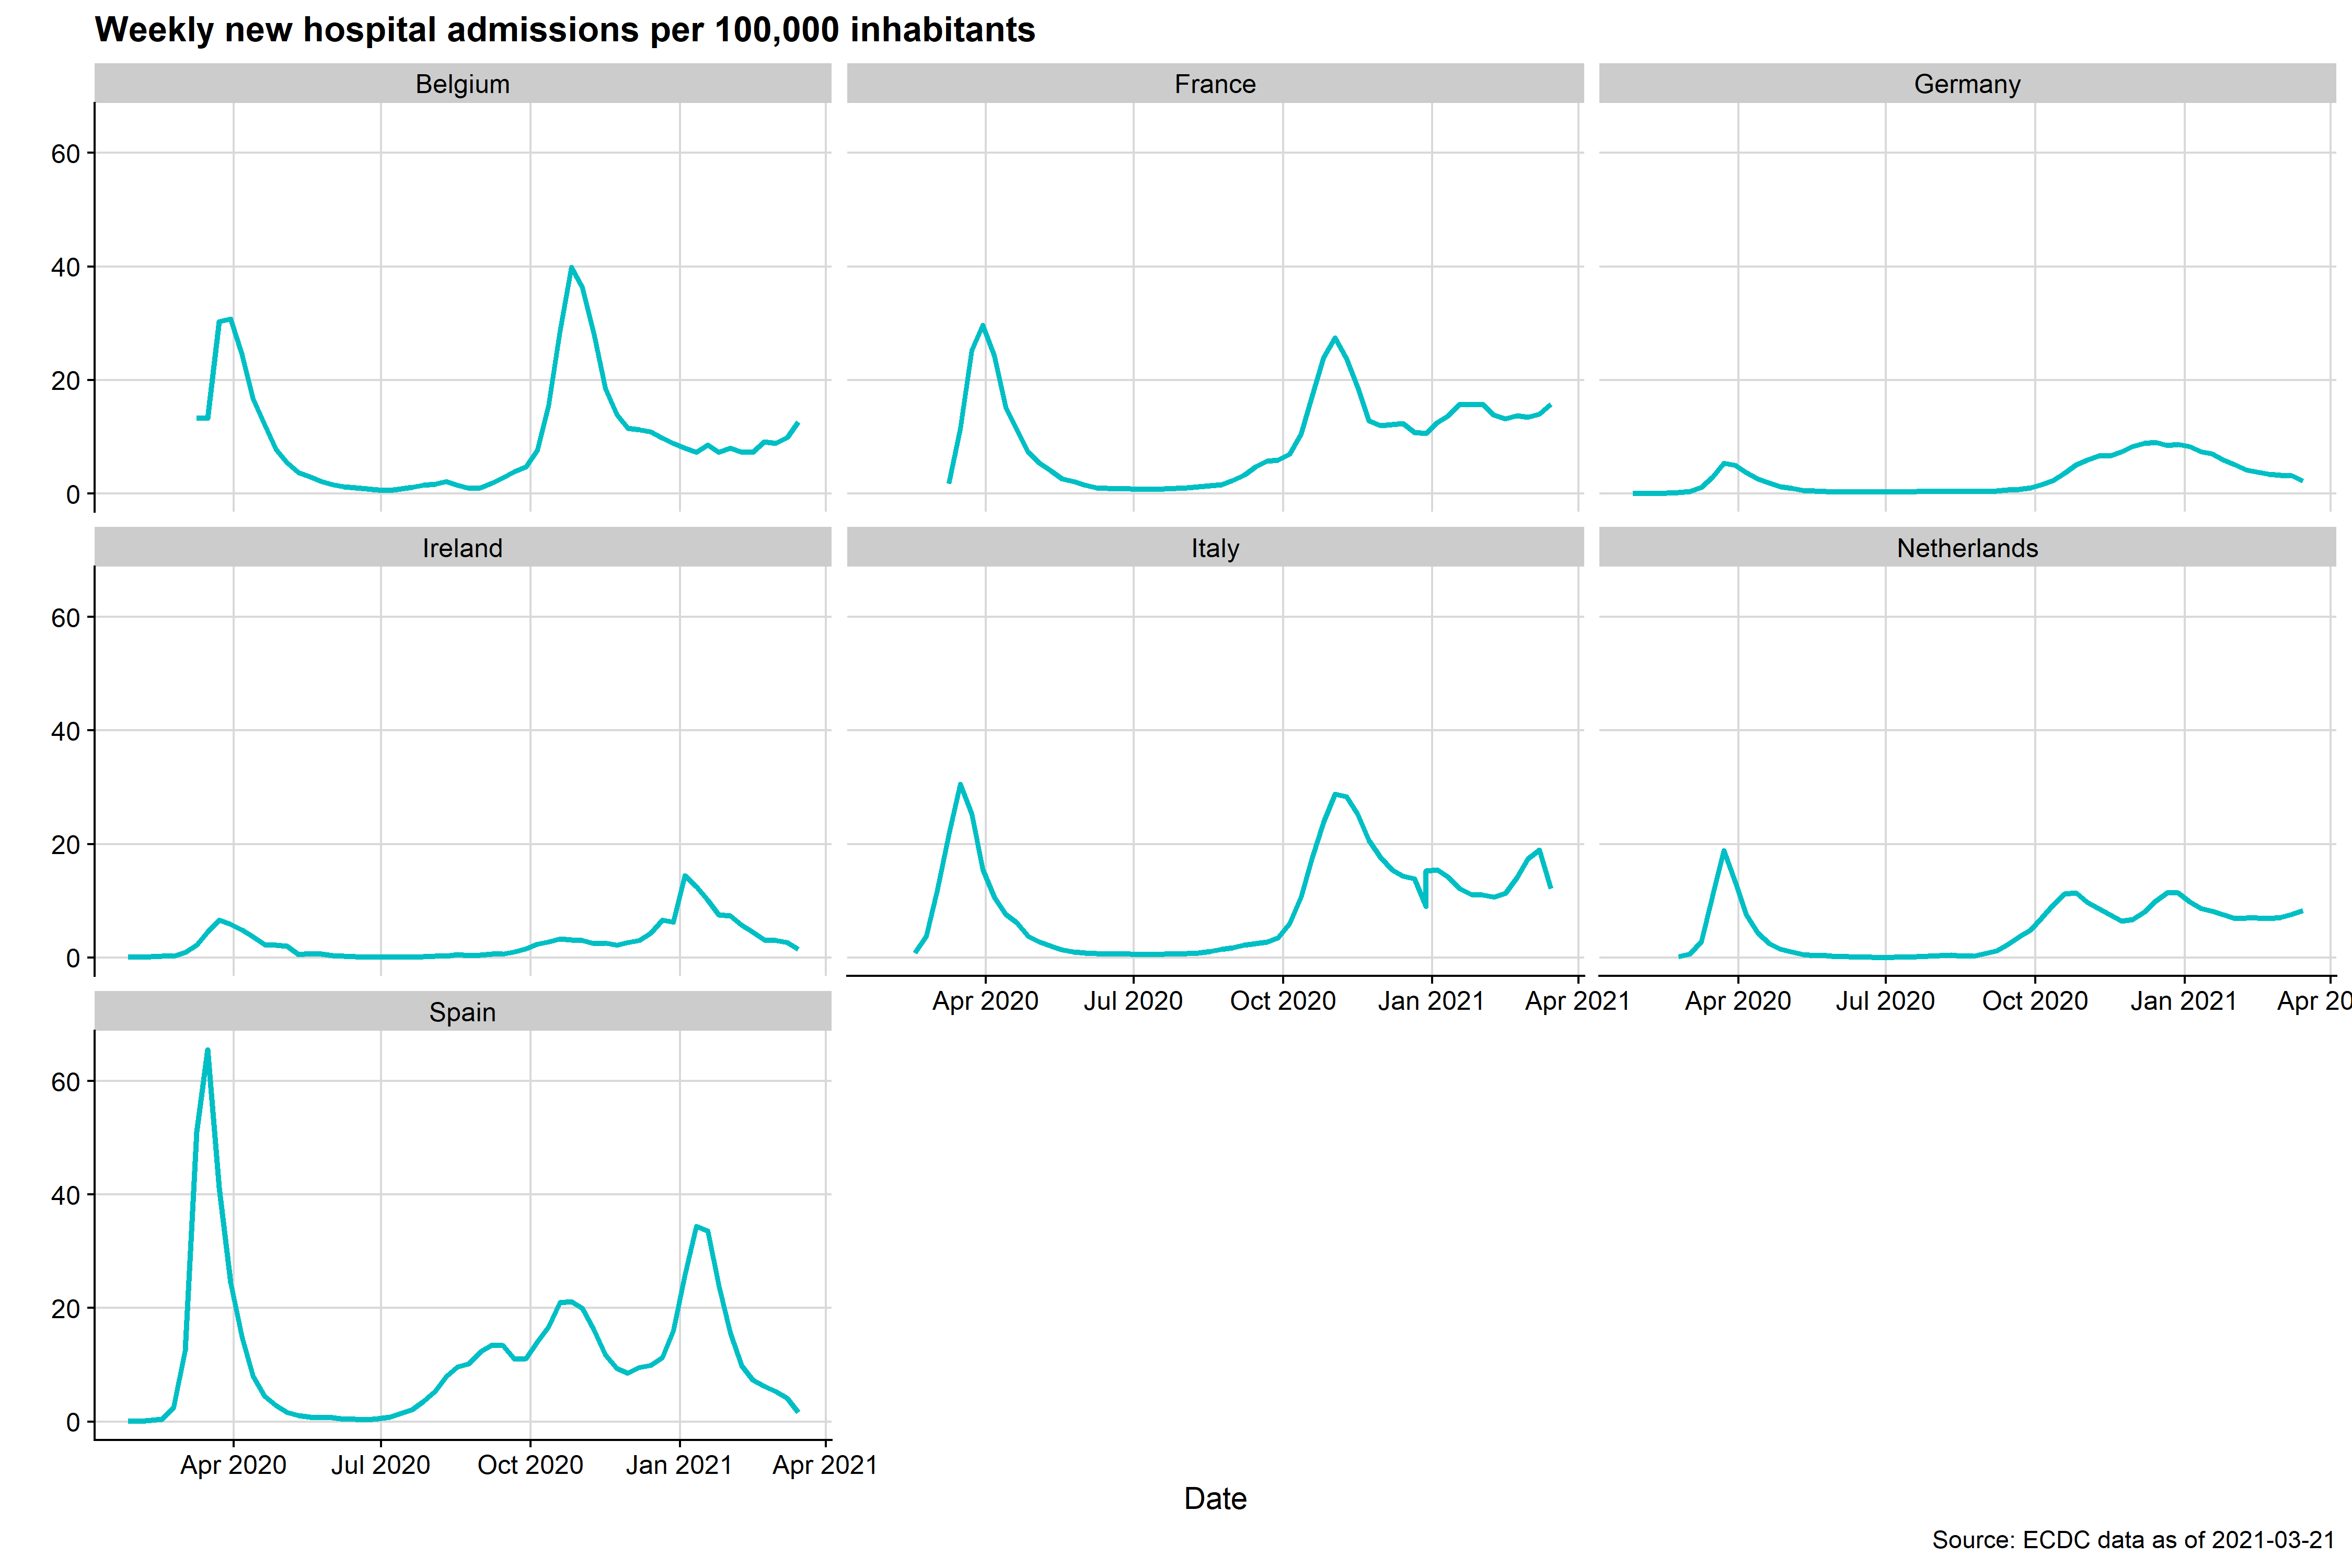 Weekly new hospital admissions per 100,000 inhabitants
Belgium France Germany
60
40
20
0
Ireland Italy Netherlands
60
40
20
0
Apr 2020 Jul 2020 Oct 2020 Jan 2021 Apr 2021 Apr 2020 Jul 2020 Oct 2020 Jan 2021 Apr 20
Spain
60
40
20
0
Apr 2020 Jul 2020 Oct 2020 Jan 2021 Apr 2021
Date
Source: ECDC data as of 2021-03-21